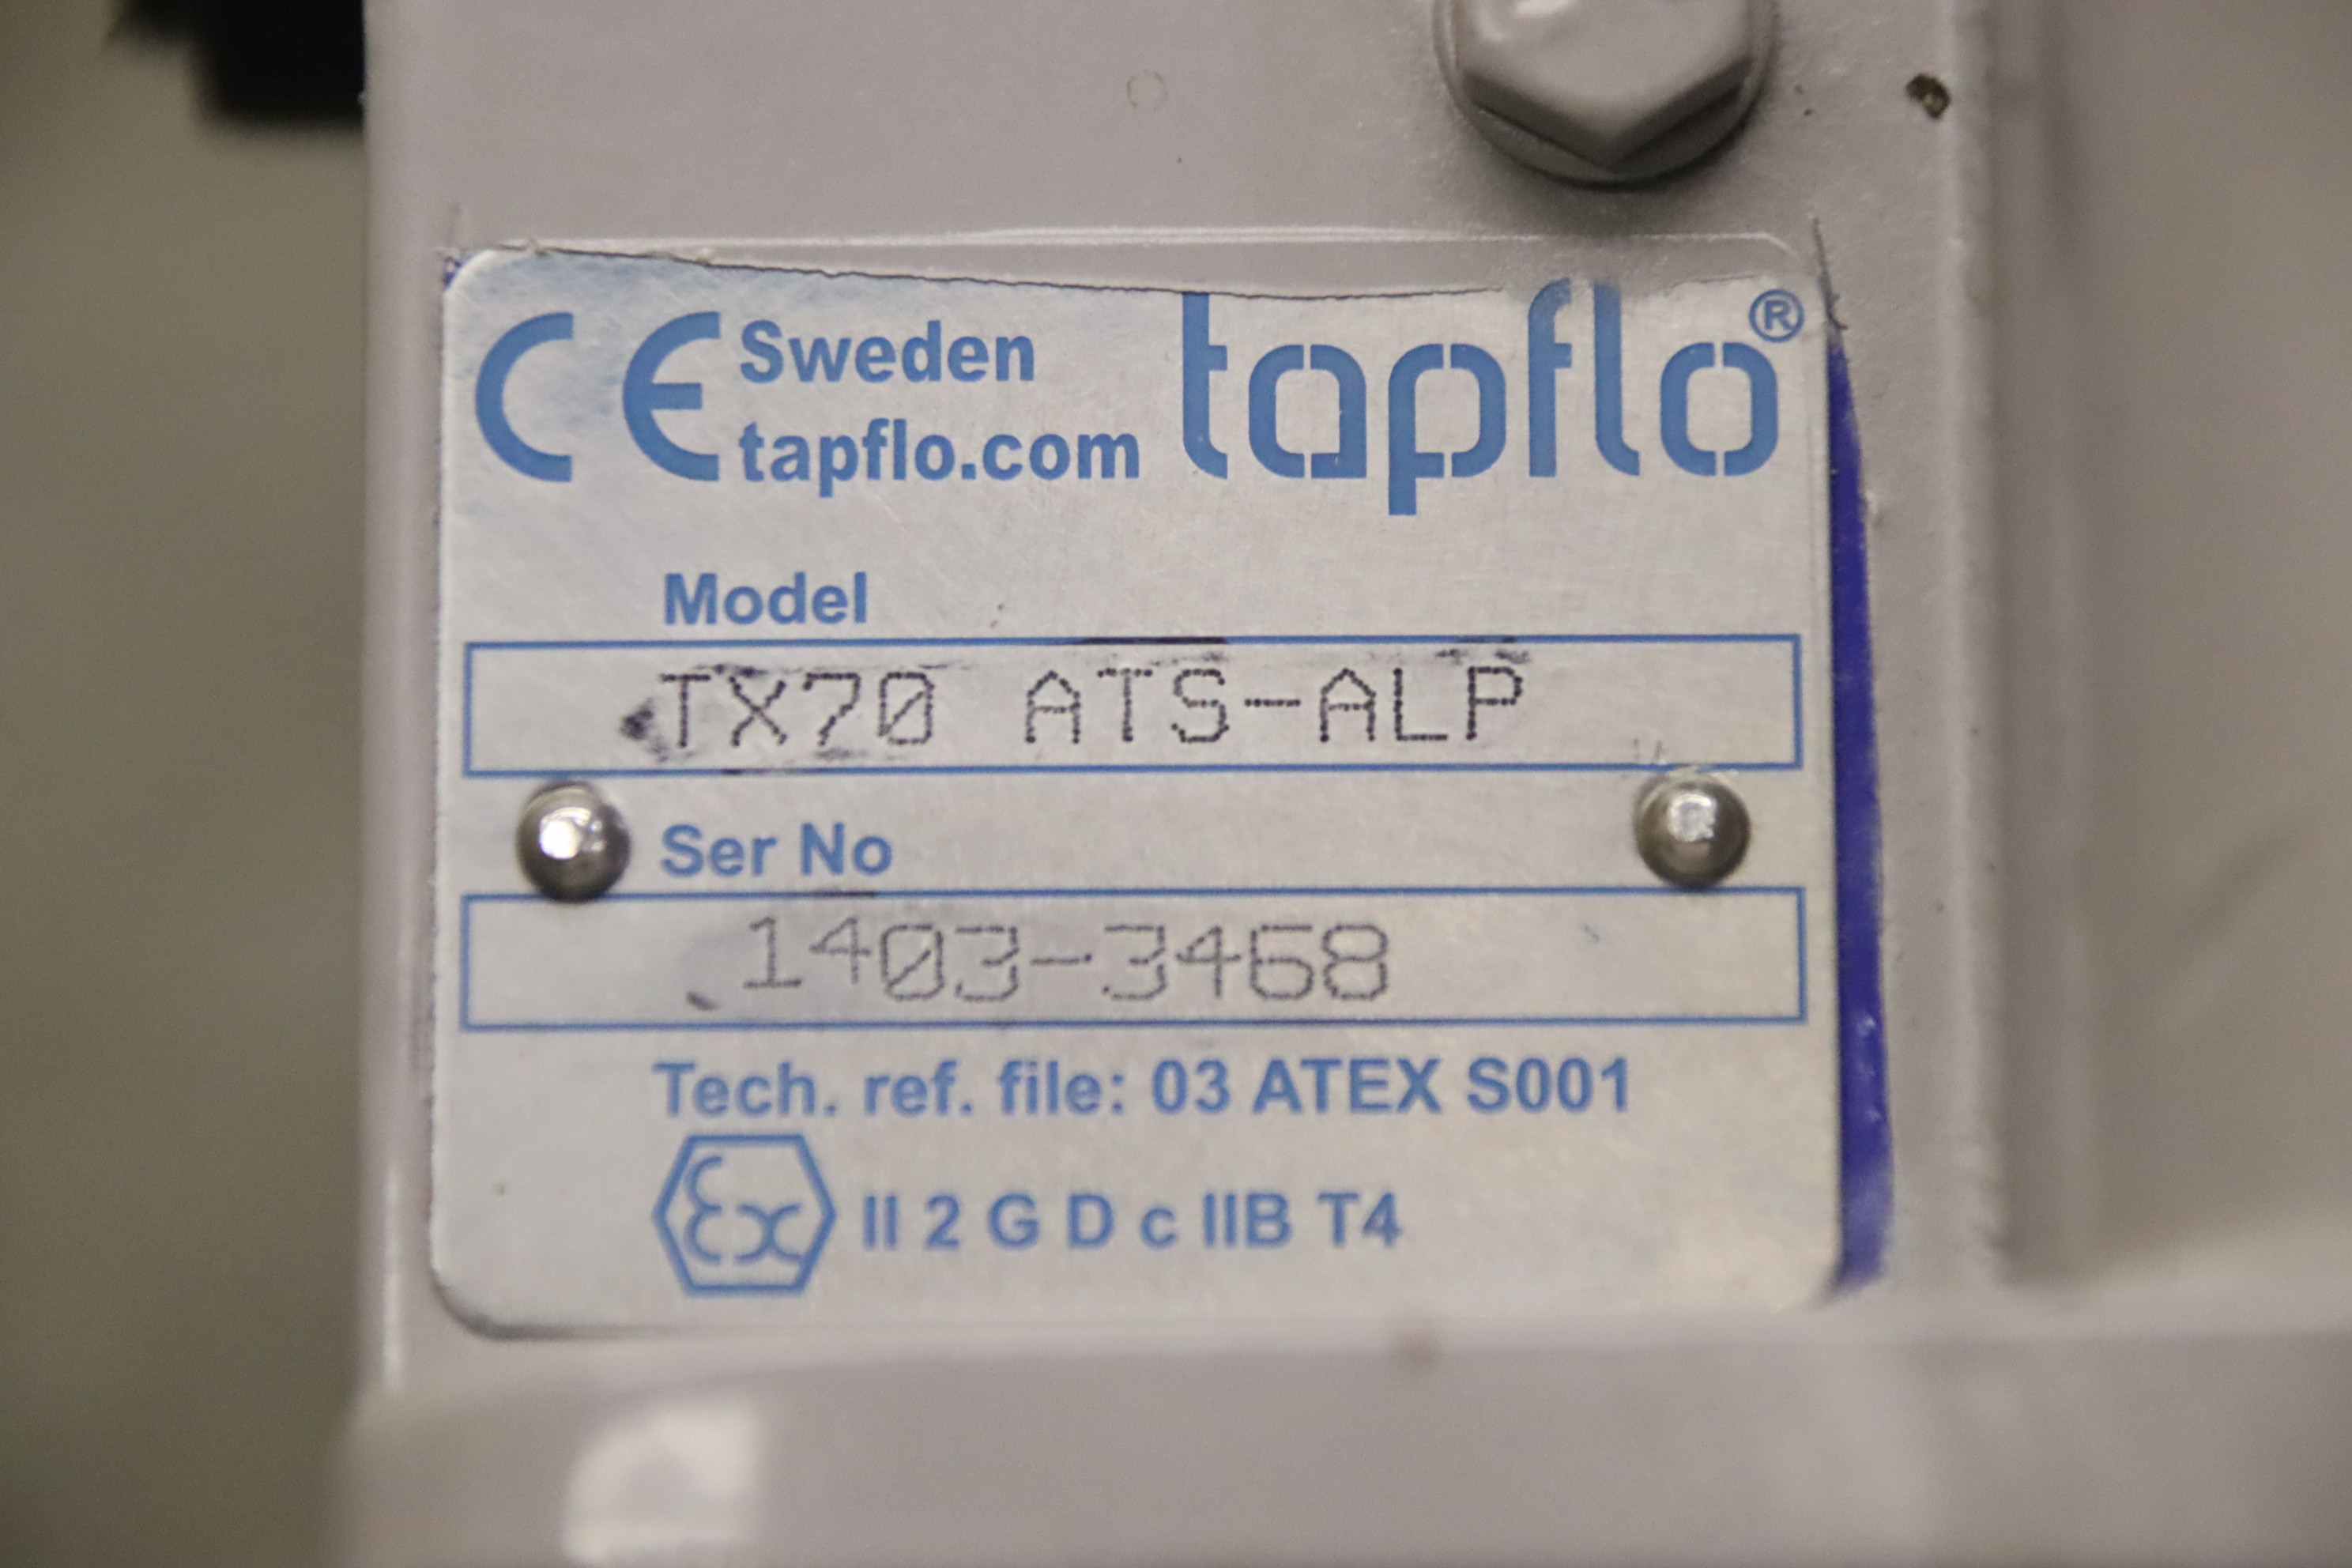 CE Sweden tapflo®
tapflo.com
Model
TX70 ATS-ALP
Ser No
1403-3468
Tech. ref. file: 03 ATEX S001
Ex II 2 G D c IIB T4